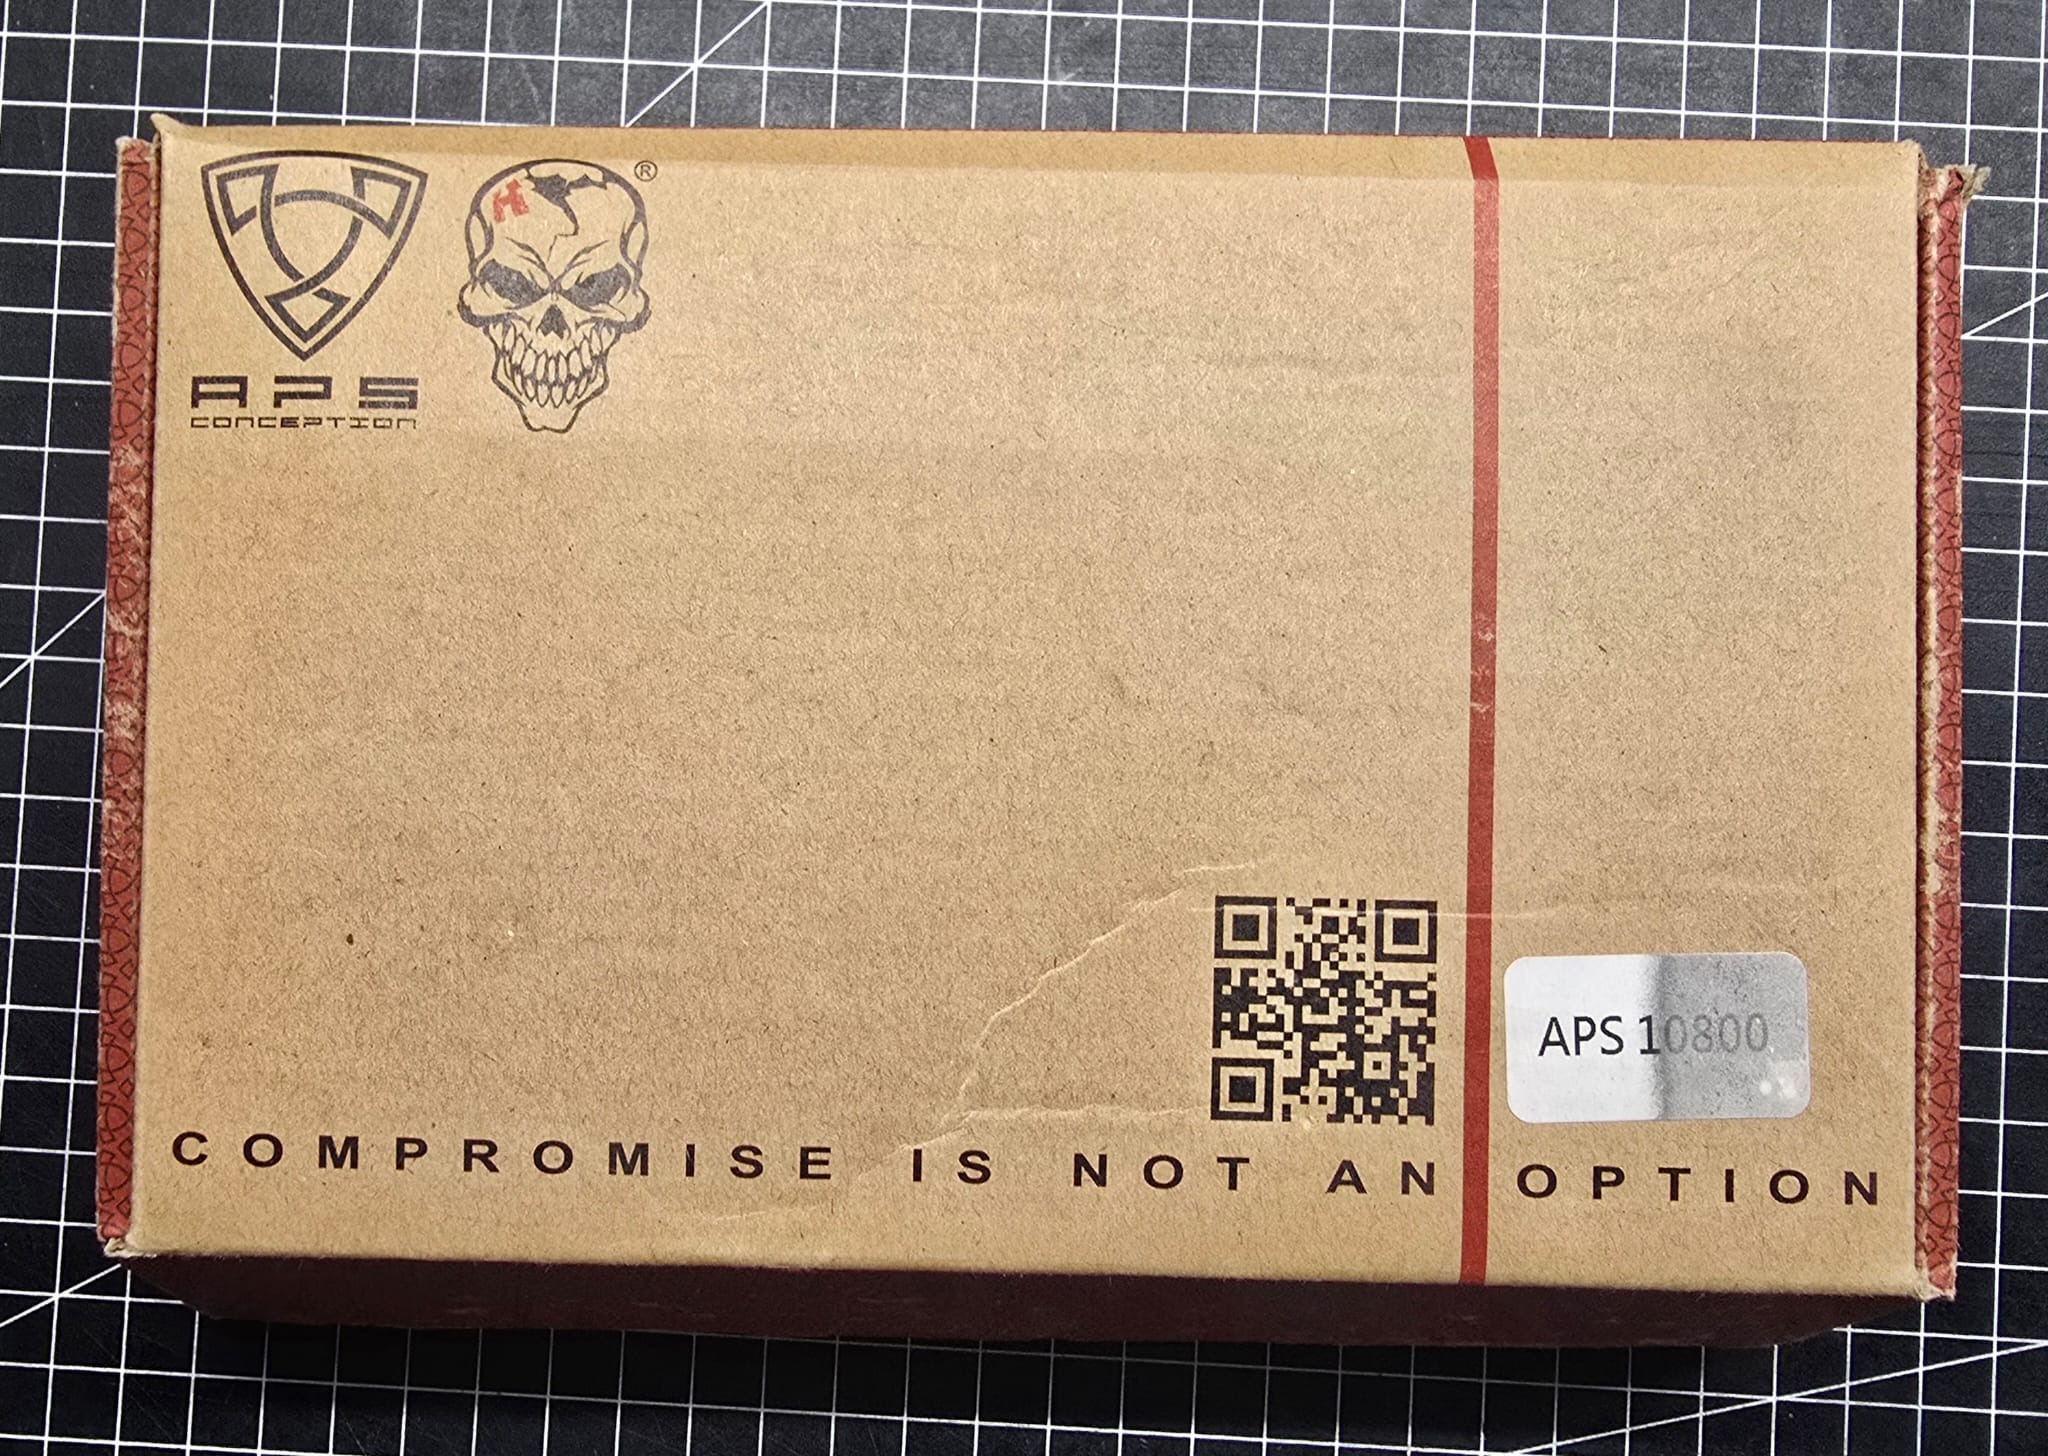 APS
CONCEPTION
H
®
APS 10800
COMPROMISE IS NOT AN OPTION